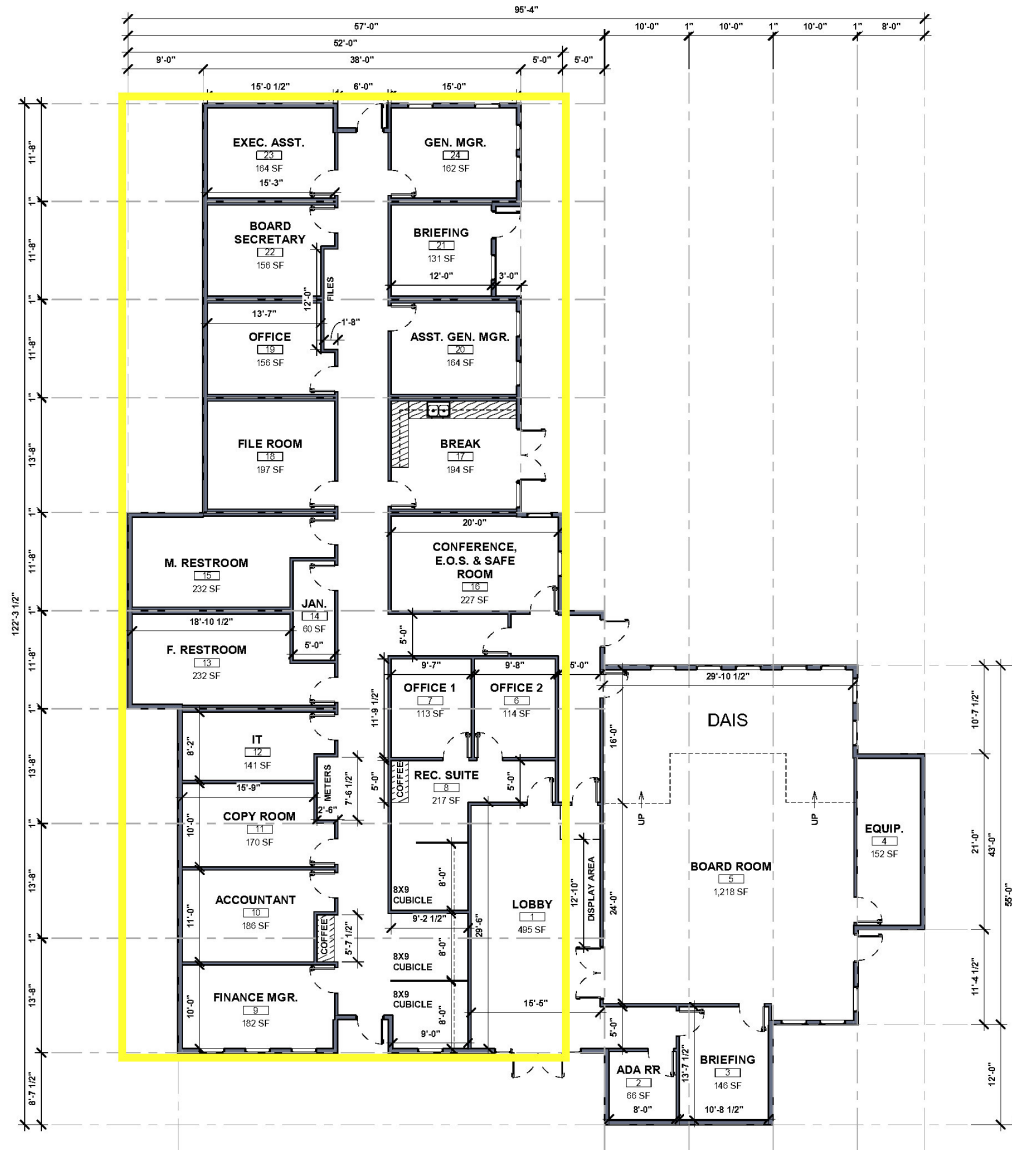 95'-4"
57'-0"
10'-0"
1"
10'-0"
1"
10'-0"
1"
8'-0"
52'-0"
9'-0"
38'-0"
5'-0"
5'-0"
15'-0 1/2"
6'-0"
15'-0"
11'-8"
EXEC. ASST.
23
164 SF
15'-3"
GEN. MGR.
24
162 SF
1"
11'-8"
BOARD
SECRETARY
22
156 SF
FILES
12'-0"
BRIEFING
21
131 SF
12'-0"
3'-0"
1"
11'-8"
13'-7"
1'-8"
OFFICE
19
156 SF
ASST. GEN. MGR.
20
164 SF
1"
13'-8"
FILE ROOM
18
197 SF
BREAK
17
194 SF
1"
11'-8"
M. RESTROOM
15
232 SF
20'-0"
CONFERENCE,
E.O.S. & SAFE
ROOM
16
227 SF
JAN.
14
60 SF
5'-0"
122'-3 1/2"
1"
11'-8"
18'-10 1/2"
F. RESTROOM
13
232 SF
5'-0"
1"
9'-7"
9'-8"
5'-0"
29'-10 1/2"
OFFICE 1
7
113 SF
OFFICE 2
6
114 SF
11'-9 1/2"
DAIS
16'-0"
10'-7 1/2"
13'-8"
8'-2"
IT
12
141 SF
15'-9"
METERS
7'-6 1/2"
2'-6"
5'-0"
COFFEE
REC. SUITE
8
217 SF
5'-0"
UP
UP
1"
13'-8"
10'-0"
COPY ROOM
11
170 SF
EQUIP.
4
152 SF
21'-0"
43'-0"
55'-0"
BOARD ROOM
5
1,218 SF
8X9
CUBICLE
8'-0"
12'-10"
DISPLAY AREA
24'-0"
11'-0"
ACCOUNTANT
10
186 SF
COFFEE
5'-7 1/2"
9'-2 1/2"
29'-6"
LOBBY
1
495 SF
1"
13'-8"
8X9
CUBICLE
8'-0"
11'-4 1/2"
10'-0"
FINANCE MGR.
9
182 SF
8X9
CUBICLE
8'-0"
9'-0"
15'-5"
5'-0"
8'-7 1/2"
ADA RR
2
66 SF
8'-0"
13'-7 1/2"
BRIEFING
3
146 SF
10'-8 1/2"
12'-0"